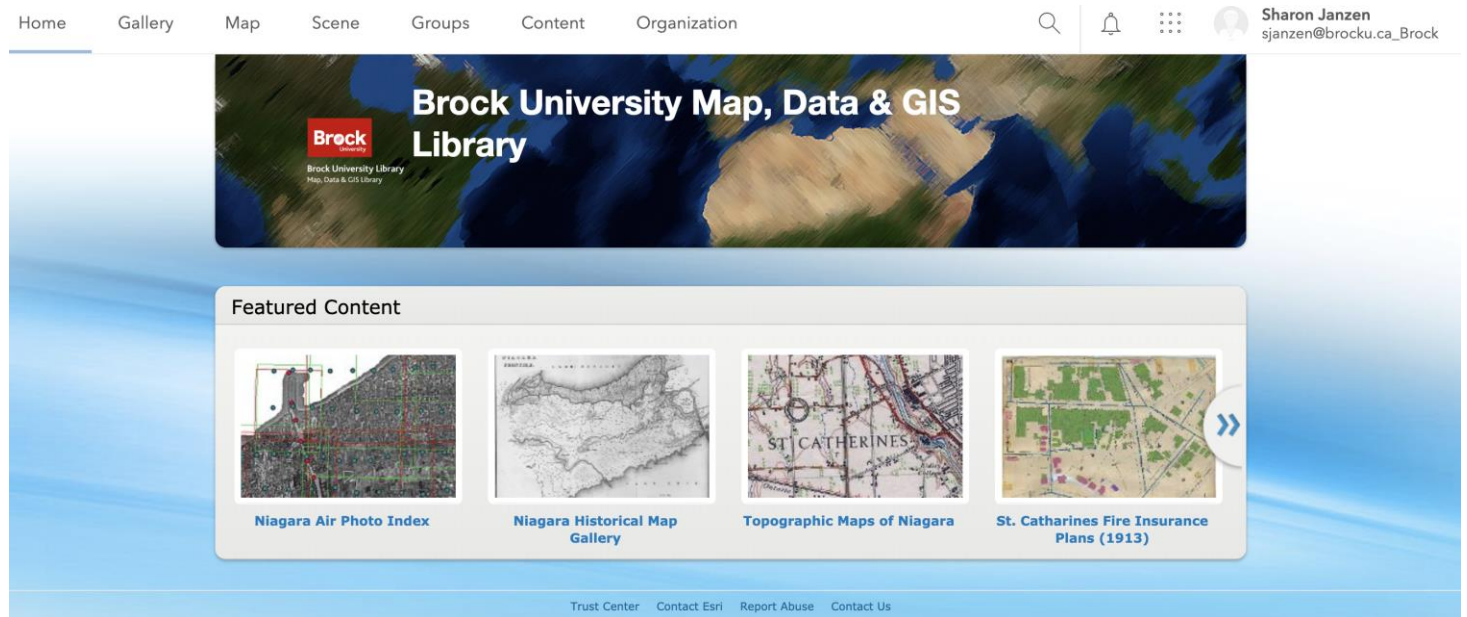 Home Gallery Map Scene Groups Content Organization Sharon Janzen
sjanzen@brocku.ca_Brock
Brock University Map, Data & GIS
Library
Brock
University
Brock University Library
Map, Data & GIS Library
Featured Content
ST CATHERINES
Niagara Air Photo Index
Niagara Historical Map
Gallery
Topographic Maps of Niagara
St. Catharines Fire Insurance
Plans (1913)
Trust Center Contact Esri Report Abuse Contact Us